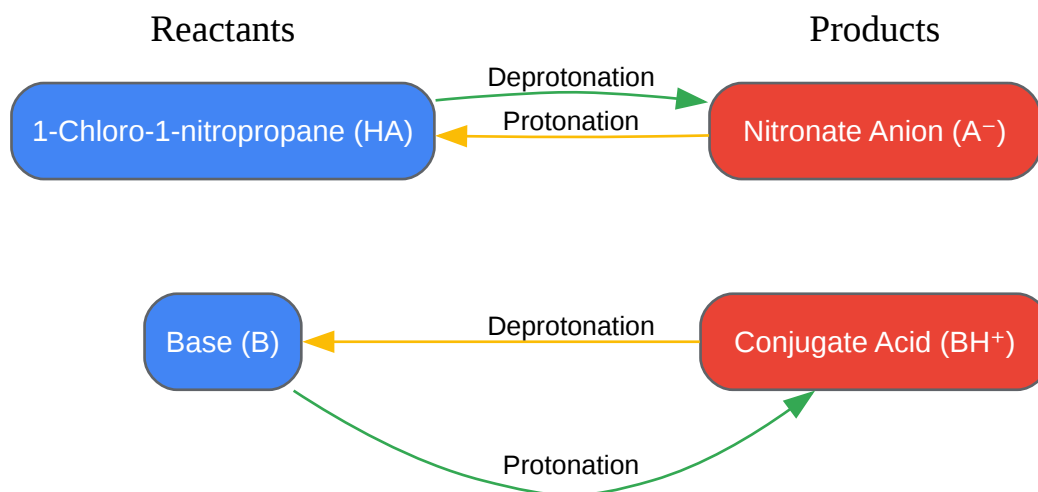 Reactants
Products
Deprotonation
1-Chloro-1-nitropropane (HA)
Protonation
Nitronate Anion (A⁻)
Base (B)
Deprotonation
Conjugate Acid (BH⁺)
Protonation